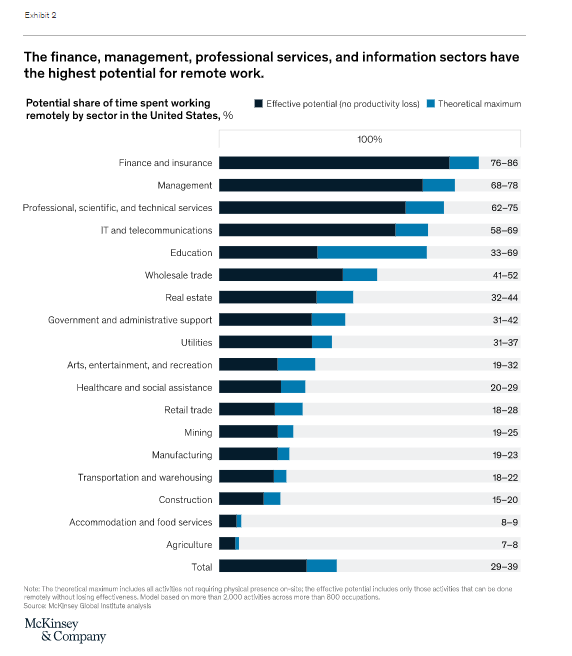 Exhibit 2
The finance, management, professional services, and information sectors have
the highest potential for remote work.
Potential share of time spent working
remotely by sector in the United States, %
Effective potential (no productivity loss) Theoretical maximum
100%
Finance and insurance 76–86
Management 68–78
Professional, scientific, and technical services 62–75
IT and telecommunications 58–69
Education 33–69
Wholesale trade 41–52
Real estate 32–44
Government and administrative support 31–42
Utilities 31–37
Arts, entertainment, and recreation 19–32
Healthcare and social assistance 20–29
Retail trade 18–28
Mining 19–25
Manufacturing 19–23
Transportation and warehousing 18–22
Construction 15–20
Accommodation and food services 8–9
Agriculture 7–8
Total 29–39
Note: The theoretical maximum includes all activities not requiring physical presence on-site; the effective potential includes only those activities that can be done
remotely without losing effectiveness. Model based on more than 2,000 activities across more than 800 occupations.
Source: McKinsey Global Institute analysis
McKinsey
& Company